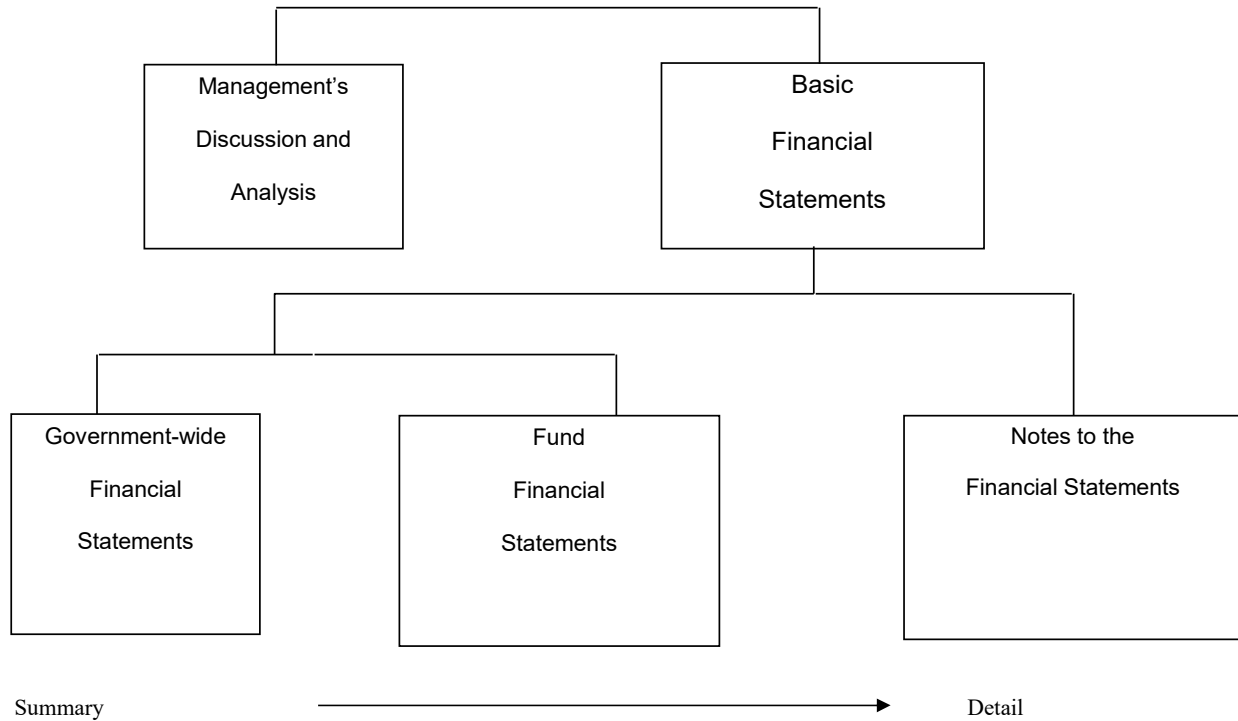 Management’s
Discussion and
Analysis
Basic
Financial
Statements
Government-wide
Financial
Statements
Fund
Financial
Statements
Notes to the
Financial Statements
Summary
Detail